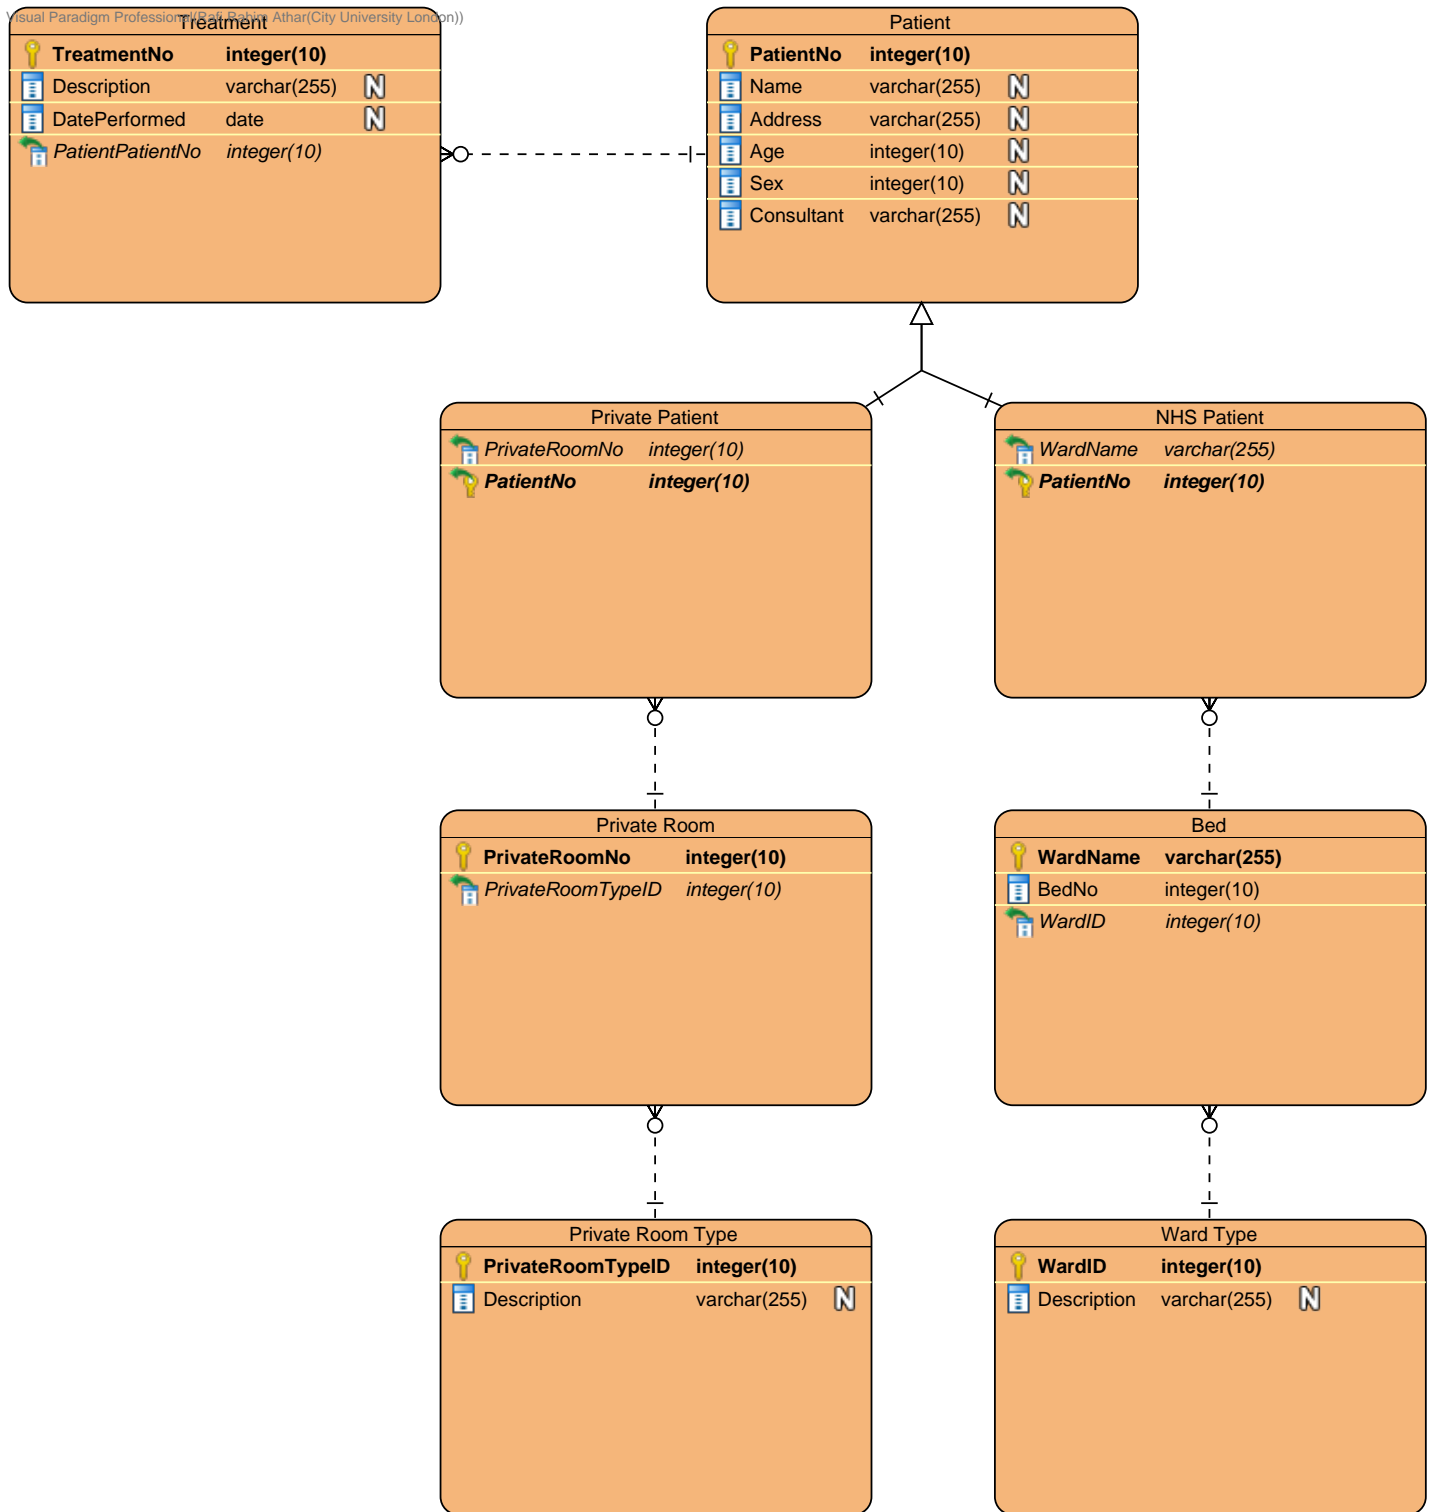 Visual Paradigm Professional(Rafi Rahim Athar(City University London))
Treatment
TreatmentNo integer(10)
Description varchar(255) N
DatePerformed date N
PatientPatientNo integer(10)
Patient
PatientNo integer(10)
Name varchar(255) N
Address varchar(255) N
Age integer(10) N
Sex integer(10) N
Consultant varchar(255) N
Private Patient
PrivateRoomNo integer(10)
PatientNo integer(10)
NHS Patient
WardName varchar(255)
PatientNo integer(10)
Private Room
PrivateRoomNo integer(10)
PrivateRoomTypeID integer(10)
Bed
WardName varchar(255)
BedNo integer(10)
WardID integer(10)
Private Room Type
PrivateRoomTypeID integer(10)
Description varchar(255) N
Ward Type
WardID integer(10)
Description varchar(255) N